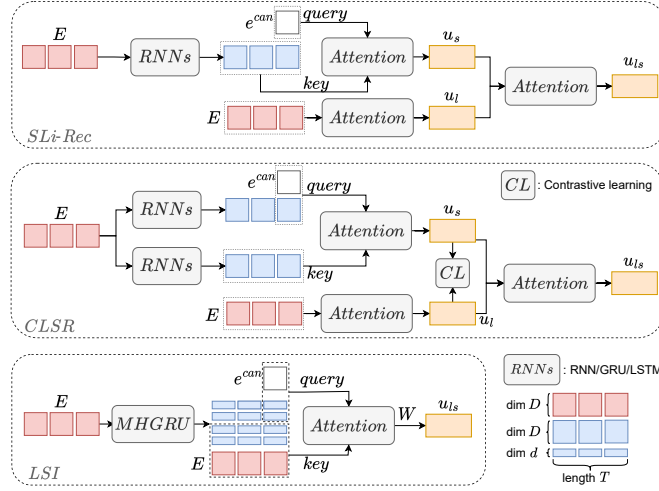 E
RNNs
e^can
query
key
Attention
u_s
E
Attention
u_l
Attention
u_ls
SLi-Rec
E
RNNs
RNNs
e^can
query
key
Attention
u_s
CL
CL : Contrastive learning
E
Attention
u_l
Attention
u_ls
CLSR
E
MHGRU
e^can
query
E
key
Attention
W
u_ls
LSI
RNNs : RNN/GRU/LSTM
dim D
dim D
dim d
length T